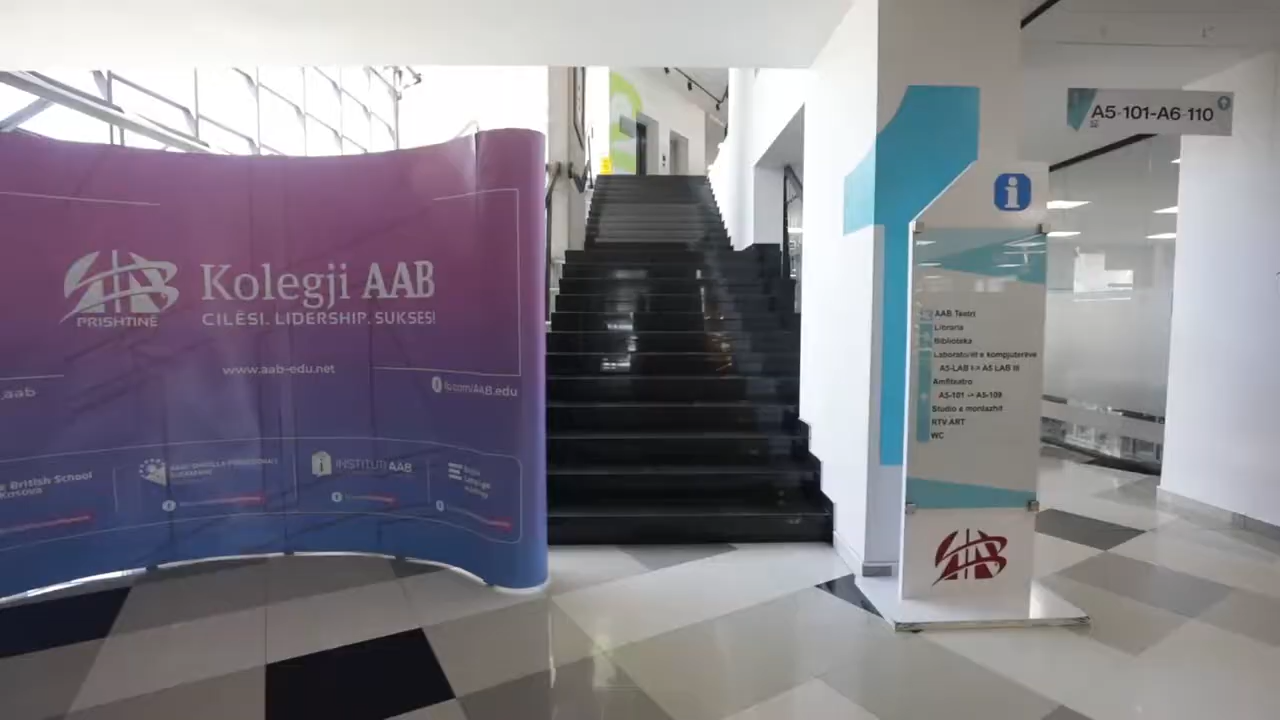 AAB
PRISHTINË
Kolegji AAB
CILËSI. LIDERSHIP. SUKSES!
www.aab-edu.net
fb.com/AAB.edu
British School
Kosova
INSTITUTI AAB
1
i
A5-101-A6-110
AAB Teatri
Libraria
Biblioteka
Laboratorët e kompjuterëve
A5-LAB I-> A5 LAB III
Amfiteatro
A5-101 -> A5-109
Studio e montazhit
RTV ART
WC
AAB